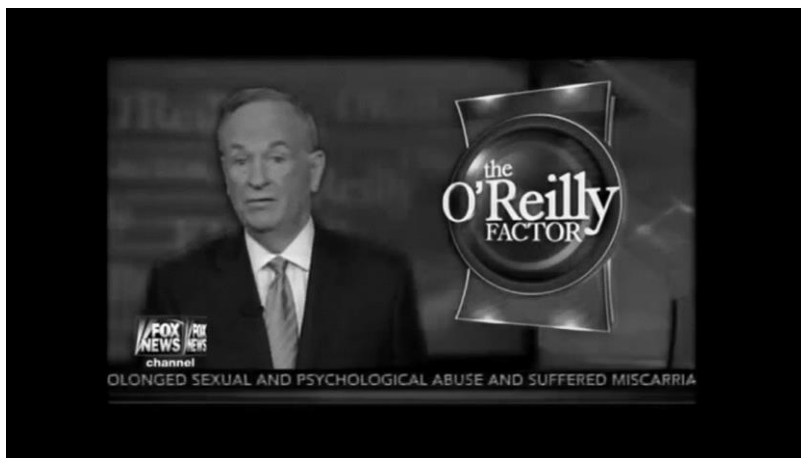 the
O'Reilly
FACTOR
FOX
NEWS
FOX
NEWS
channel
OLONGED SEXUAL AND PSYCHOLOGICAL ABUSE AND SUFFERED MISCARRIA